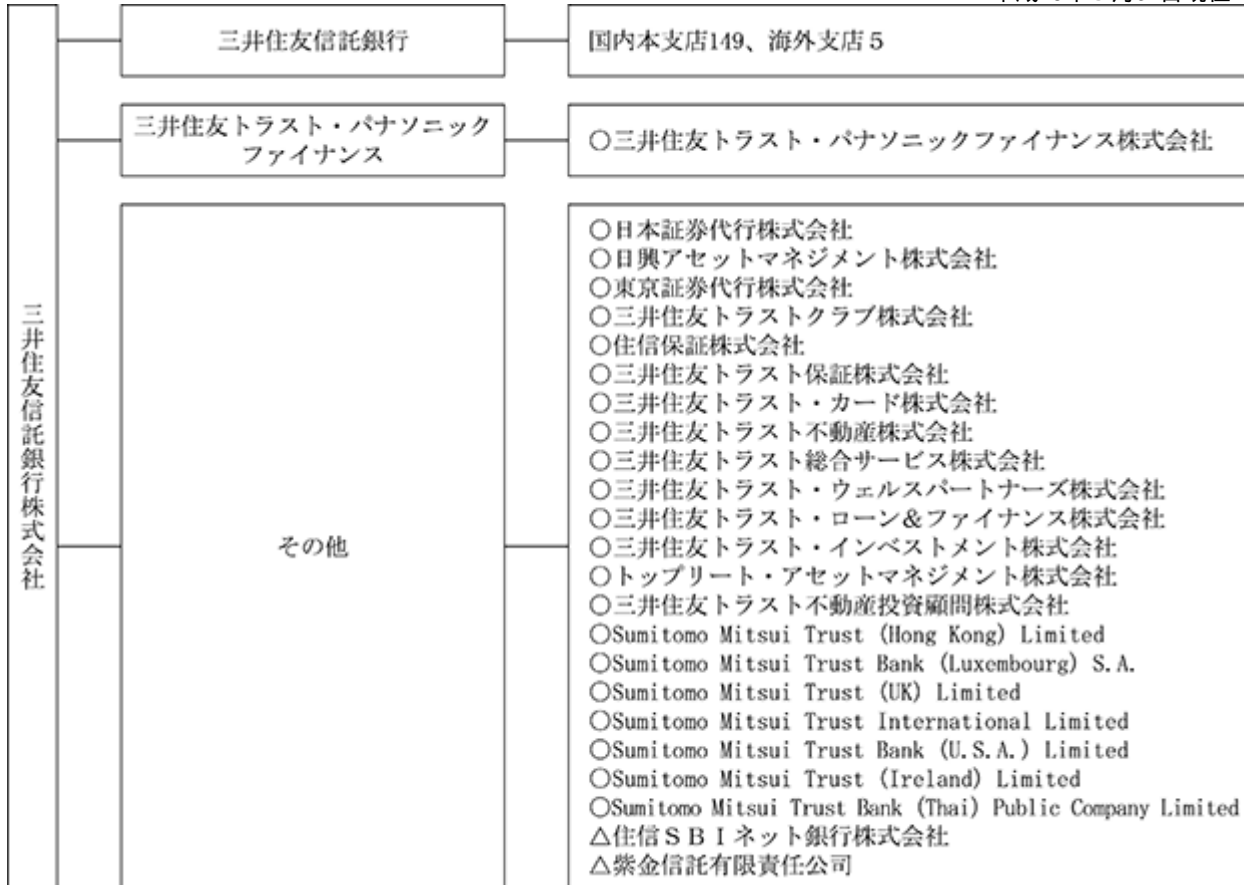 三井住友信託銀行株式会社
三井住友信託銀行
国内本支店149、海外支店５
三井住友トラスト・パナソニック
ファイナンス
○三井住友トラスト・パナソニックファイナンス株式会社
その他
○日本証券代行株式会社
○日興アセットマネジメント株式会社
○東京証券代行株式会社
○三井住友トラストクラブ株式会社
○住信保証株式会社
○三井住友トラスト保証株式会社
○三井住友トラスト・カード株式会社
○三井住友トラスト不動産株式会社
○三井住友トラスト総合サービス株式会社
○三井住友トラスト・ウェルスパートナーズ株式会社
○三井住友トラスト・ローン＆ファイナンス株式会社
○三井住友トラスト・インベストメント株式会社
○トップリート・アセットマネジメント株式会社
○三井住友トラスト不動産投資顧問株式会社
○Sumitomo Mitsui Trust (Hong Kong) Limited
○Sumitomo Mitsui Trust Bank (Luxembourg) S.A.
○Sumitomo Mitsui Trust (UK) Limited
○Sumitomo Mitsui Trust International Limited
○Sumitomo Mitsui Trust Bank (U.S.A.) Limited
○Sumitomo Mitsui Trust (Ireland) Limited
○Sumitomo Mitsui Trust Bank (Thai) Public Company Limited
△住信ＳＢＩネット銀行株式会社
△紫金信託有限責任公司